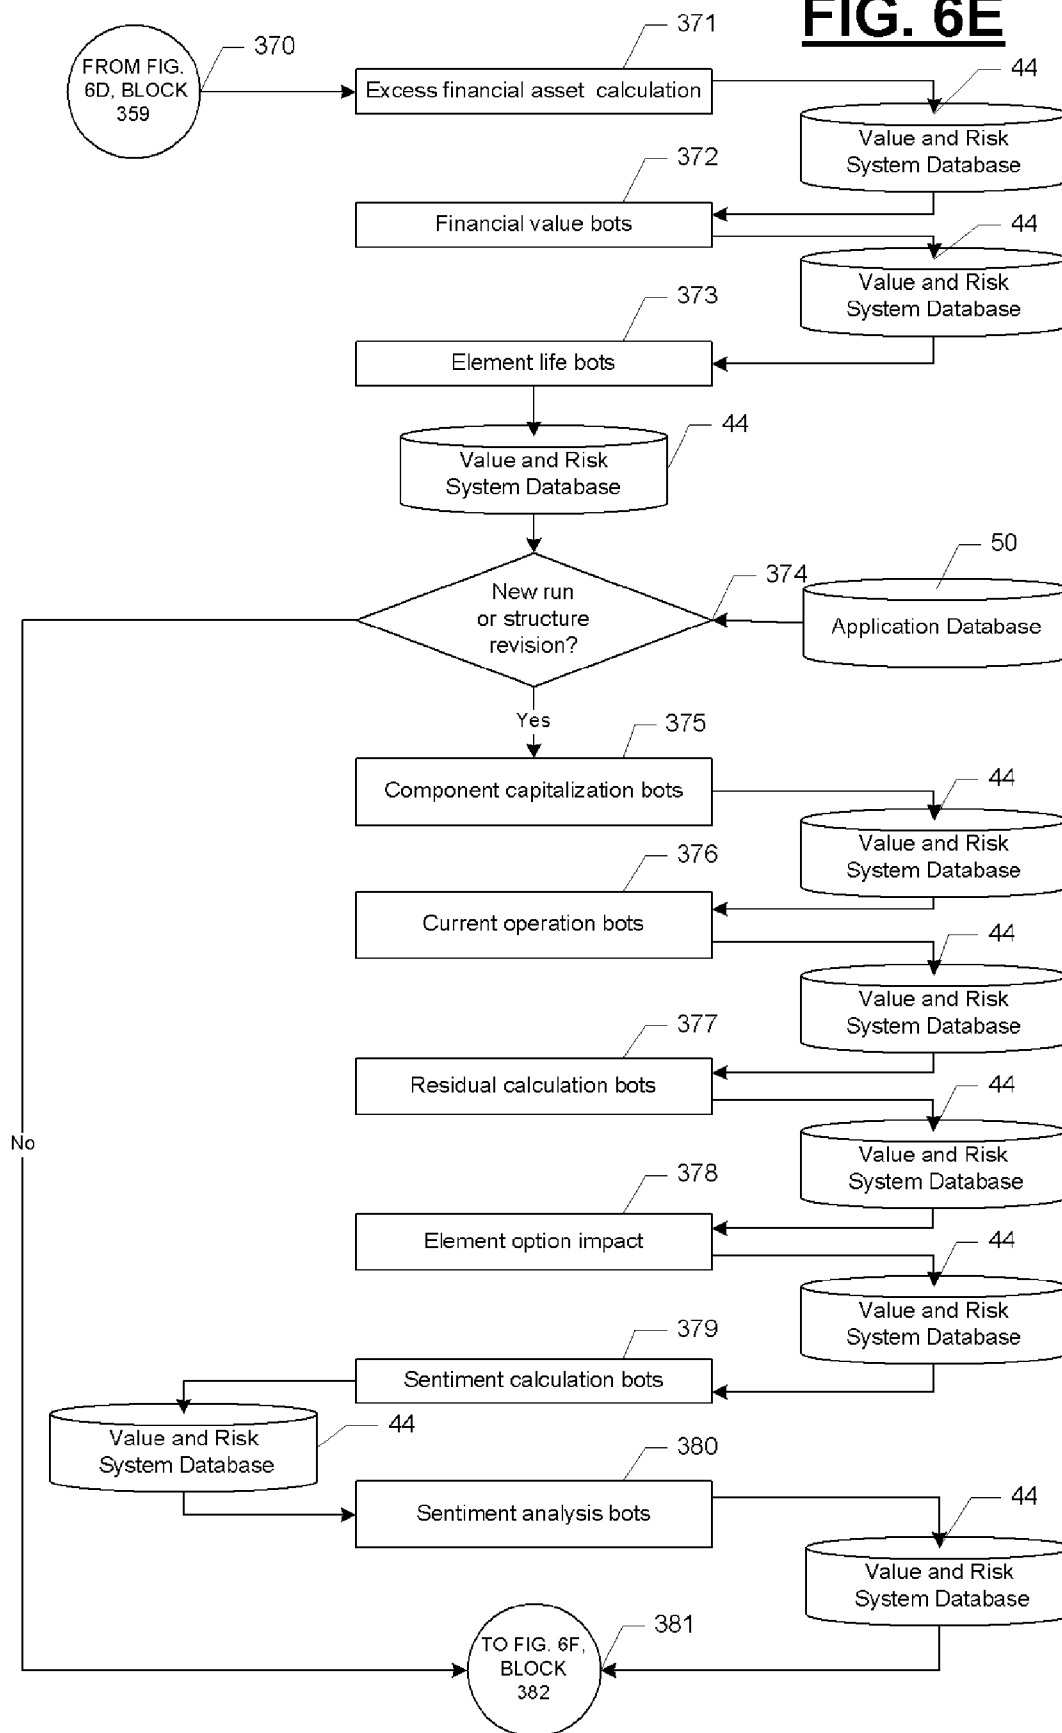 FIG. 6E
370
371
FROM FIG.
6D, BLOCK
359
Excess financial asset calculation
44
Value and Risk
System Database
372
Financial value bots
44
Value and Risk
System Database
373
Element life bots
44
Value and Risk
System Database
New run
or structure
revision?
374
50
Application Database
Yes
375
Component capitalization bots
44
Value and Risk
System Database
376
Current operation bots
44
Value and Risk
System Database
377
Residual calculation bots
44
Value and Risk
System Database
No
378
Element option impact
44
Value and Risk
System Database
379
Sentiment calculation bots
44
Value and Risk
System Database
380
Sentiment analysis bots
44
Value and Risk
System Database
381
TO FIG. 6F,
BLOCK
382